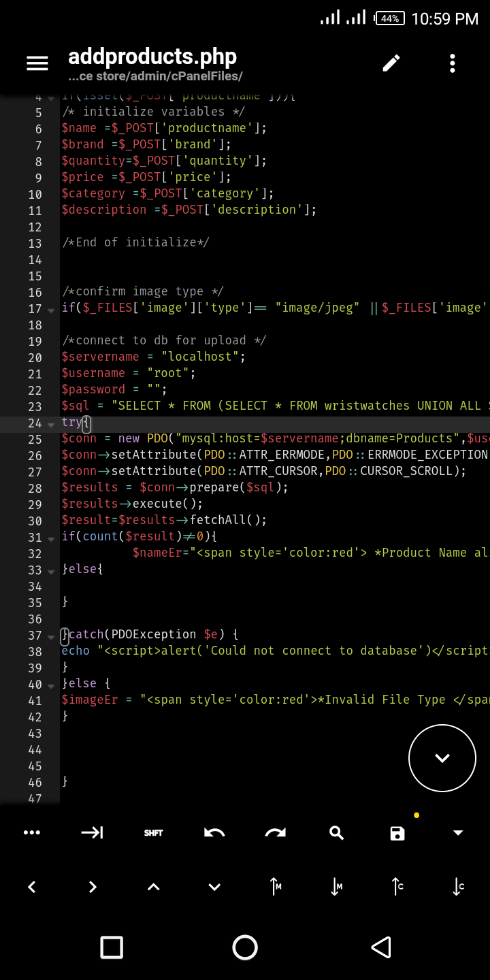 44% 10:59 PM
addproducts.php
...ce store/admin/cPanelFiles/
4 if(isset($_POST['productname'])){
5 /* initialize variables */
6 $name =$_POST['productname'];
7 $brand =$_POST['brand'];
8 $quantity=$_POST['quantity'];
9 $price =$_POST['price'];
10 $category =$_POST['category'];
11 $description =$_POST['description'];
12
13 /*End of initialize*/
14
15
16 /*confirm image type */
17 if($_FILES['image']['type']== "image/jpeg" ||$_FILES['image'
18
19 /*connect to db for upload */
20 $servername = "localhost";
21 $username = "root";
22 $password = "";
23 $sql = "SELECT * FROM (SELECT * FROM wristwatches UNION ALL S
24 try{
25 $conn = new PDO("mysql:host=$servername;dbname=Products",$us
26 $conn->setAttribute(PDO::ATTR_ERRMODE,PDO::ERRMODE_EXCEPTION
27 $conn->setAttribute(PDO::ATTR_CURSOR,PDO::CURSOR_SCROLL);
28 $results = $conn->prepare($sql);
29 $results->execute();
30 $result=$results->fetchAll();
31 if(count($result)≠0){
32 $nameEr="<span style='color:red'> *Product Name al
33 }else{
34
35 }
36
37 }catch(PDOException $e) {
38 echo "<script>alert('Could not connect to database')</script
39 }
40 }else {
41 $imageEr = "<span style='color:red'>*Invalid File Type </spa
42 }
43
44
45
46 }
47
SHFT
M M C C